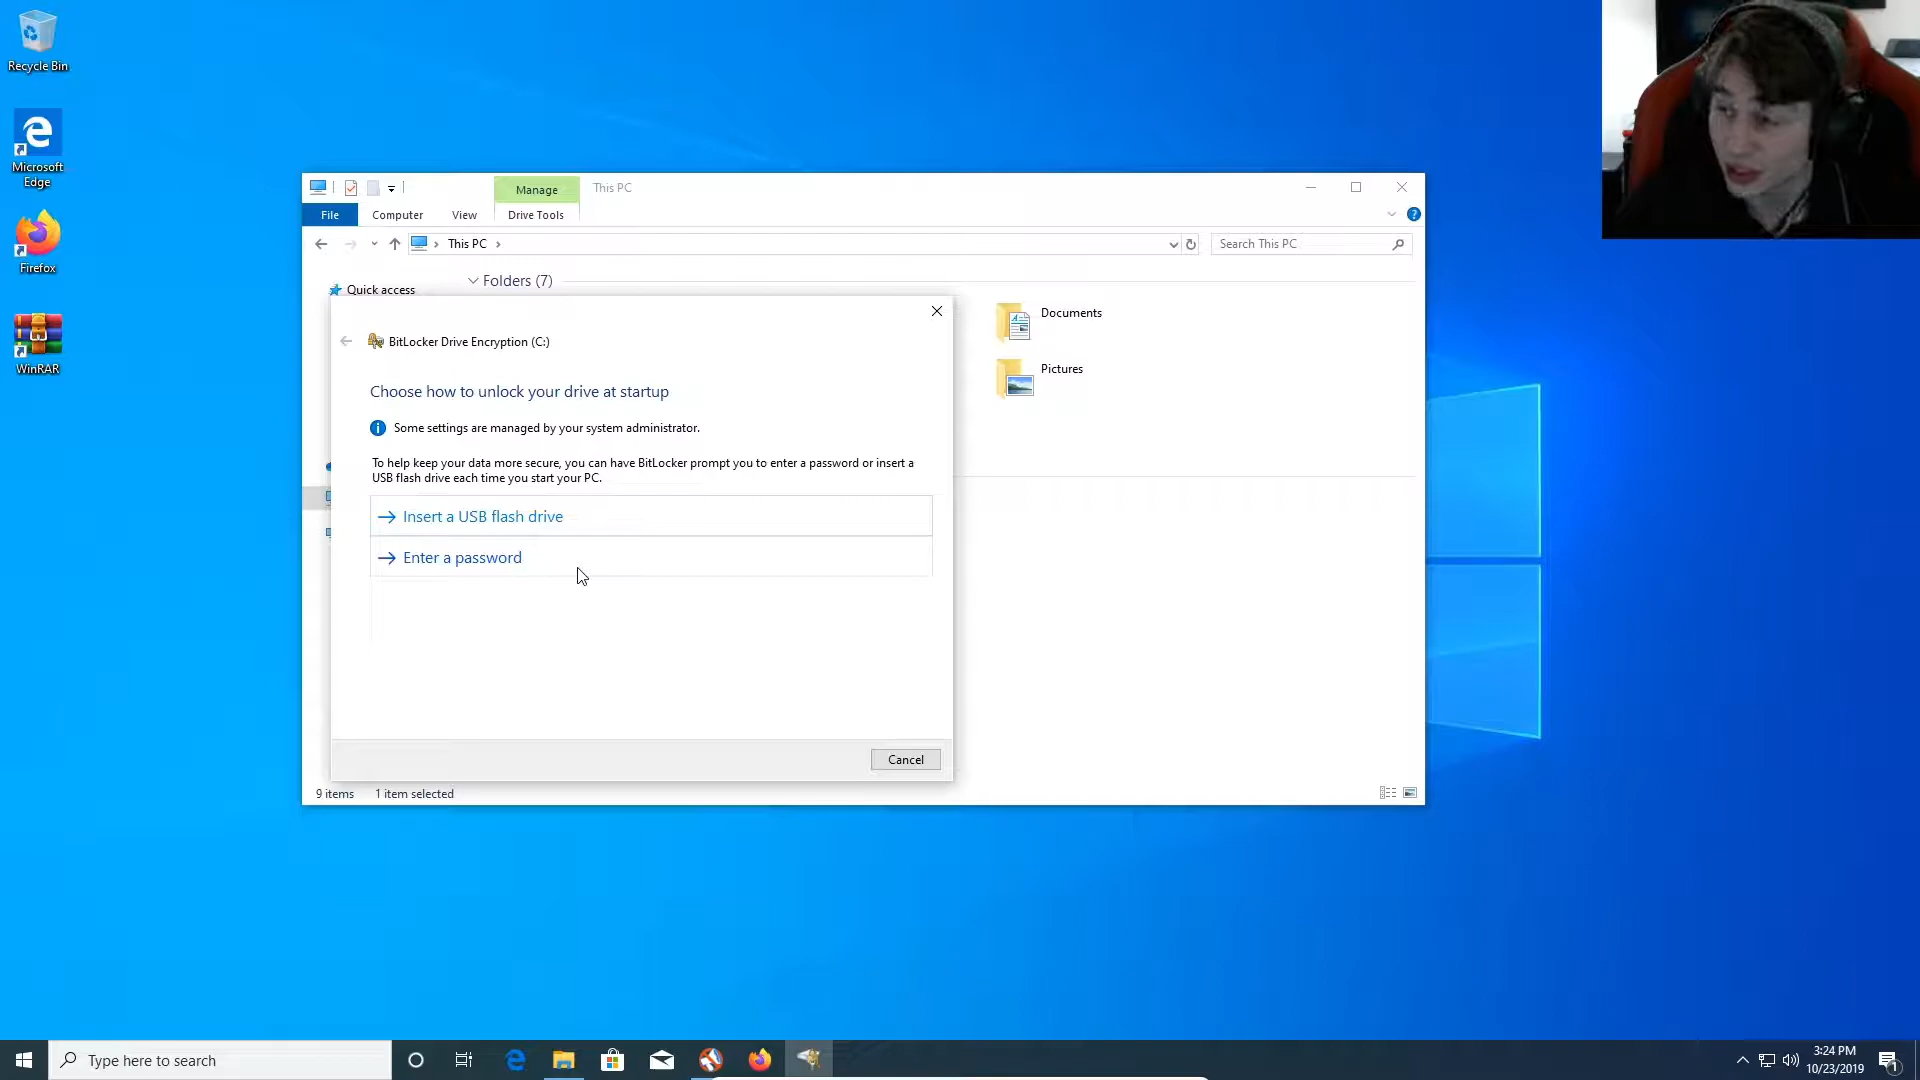 Recycle Bin
Microsoft
Edge
Firefox
WinRAR
Manage
This PC
File
Computer
View
Drive Tools
This PC
Search This PC
Quick access
Folders (7)
Documents
Pictures
BitLocker Drive Encryption (C:)
Choose how to unlock your drive at startup
Some settings are managed by your system administrator.
To help keep your data more secure, you can have BitLocker prompt you to enter a password or insert a
USB flash drive each time you start your PC.
Insert a USB flash drive
Enter a password
Cancel
9 items
1 item selected
Type here to search
3:24 PM
10/23/2019
1